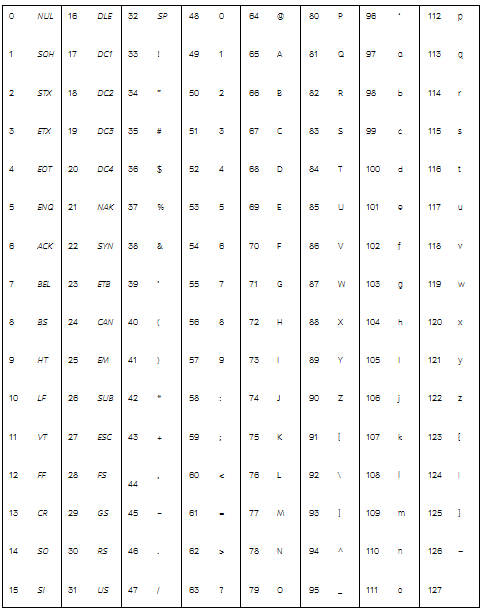 0 NUL 16 DLE 32 SP 48 0 64 @ 80 P 96 ' 112 p
1 SOH 17 DC1 33 ! 49 1 65 A 81 Q 97 a 113 q
2 STX 18 DC2 34 " 50 2 66 B 82 R 98 b 114 r
3 ETX 19 DC3 35 # 51 3 67 C 83 S 99 c 115 s
4 EOT 20 DC4 36 $ 52 4 68 D 84 T 100 d 116 t
5 ENQ 21 NAK 37 % 53 5 69 E 85 U 101 e 117 u
6 ACK 22 SYN 38 & 54 6 70 F 86 V 102 f 118 v
7 BEL 23 ETB 39 ' 55 7 71 G 87 W 103 g 119 w
8 BS 24 CAN 40 ( 56 8 72 H 88 X 104 h 120 x
9 HT 25 EM 41 ) 57 9 73 I 89 Y 105 i 121 y
10 LF 26 SUB 42 * 58 : 74 J 90 Z 106 j 122 z
11 VT 27 ESC 43 + 59 ; 75 K 91 [ 107 k 123 [
12 FF 28 FS 44 , 60 < 76 L 92 \ 108 l 124 |
13 CR 29 GS 45 – 61 = 77 M 93 ] 109 m 125 ]
14 SO 30 RS 46 . 62 > 78 N 94 ^ 110 n 126 –
15 SI 31 US 47 / 63 ? 79 O 95 _ 111 o 127